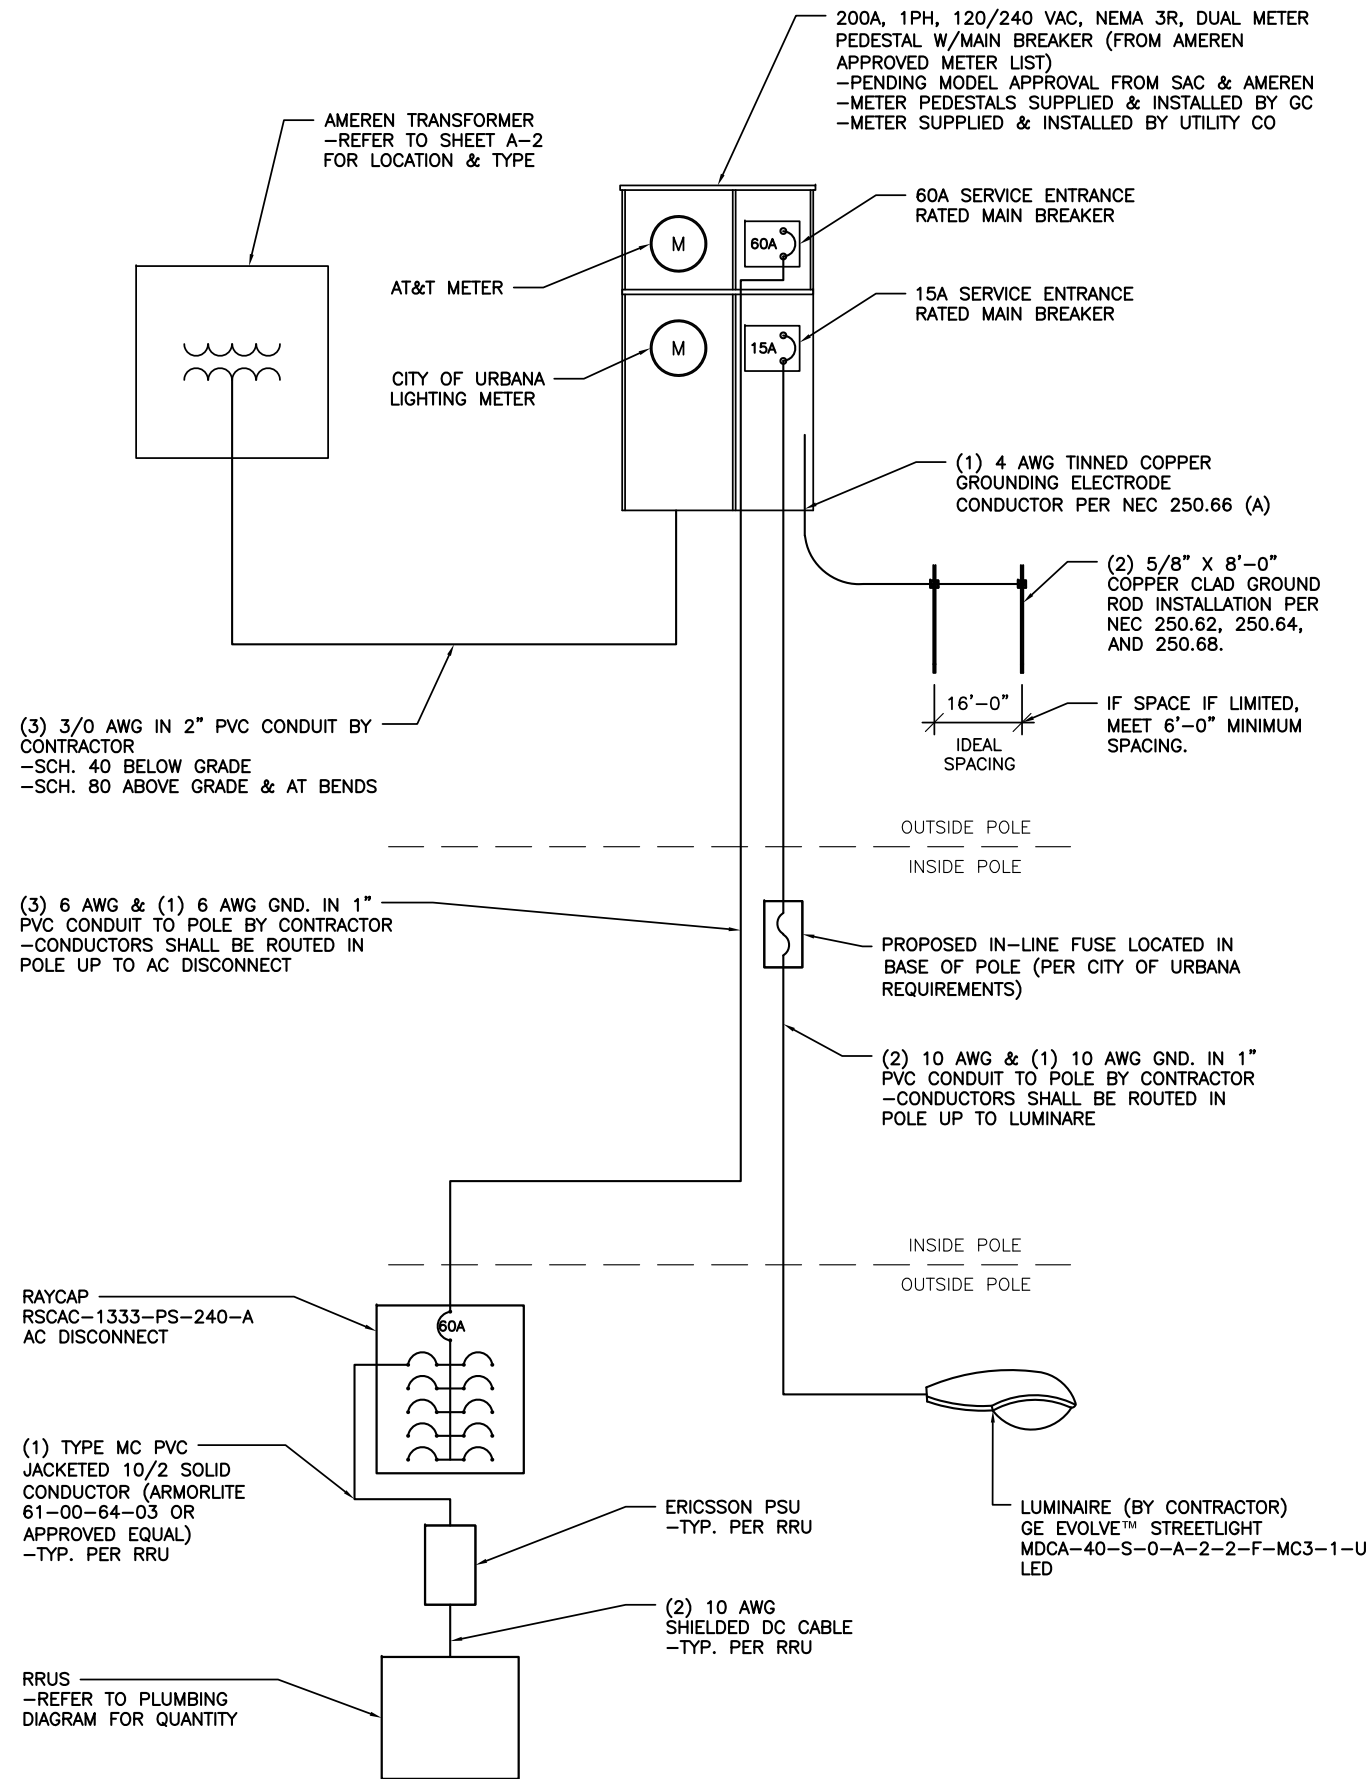 200A, 1PH, 120/240 VAC, NEMA 3R, DUAL METER
PEDESTAL W/MAIN BREAKER (FROM AMEREN
APPROVED METER LIST)
-PENDING MODEL APPROVAL FROM SAC & AMEREN
-METER PEDESTALS SUPPLIED & INSTALLED BY GC
-METER SUPPLIED & INSTALLED BY UTILITY CO
AMEREN TRANSFORMER
-REFER TO SHEET A-2
FOR LOCATION & TYPE
60A SERVICE ENTRANCE
RATED MAIN BREAKER
M
60A
AT&T METER
15A SERVICE ENTRANCE
RATED MAIN BREAKER
M
15A
CITY OF URBANA
LIGHTING METER
(1) 4 AWG TINNED COPPER
GROUNDING ELECTRODE
CONDUCTOR PER NEC 250.66 (A)
(2) 5/8" X 8'-0"
COPPER CLAD GROUND
ROD INSTALLATION PER
NEC 250.62, 250.64,
AND 250.68.
16'-0"
IDEAL
SPACING
IF SPACE IF LIMITED,
MEET 6'-0" MINIMUM
SPACING.
(3) 3/0 AWG IN 2" PVC CONDUIT BY
CONTRACTOR
-SCH. 40 BELOW GRADE
-SCH. 80 ABOVE GRADE & AT BENDS
OUTSIDE POLE
INSIDE POLE
(3) 6 AWG & (1) 6 AWG GND. IN 1"
PVC CONDUIT TO POLE BY CONTRACTOR
-CONDUCTORS SHALL BE ROUTED IN
POLE UP TO AC DISCONNECT
PROPOSED IN-LINE FUSE LOCATED IN
BASE OF POLE (PER CITY OF URBANA
REQUIREMENTS)
(2) 10 AWG & (1) 10 AWG GND. IN 1"
PVC CONDUIT TO POLE BY CONTRACTOR
-CONDUCTORS SHALL BE ROUTED IN
POLE UP TO LUMINARE
INSIDE POLE
OUTSIDE POLE
RAYCAP
RSCAC-1333-PS-240-A
AC DISCONNECT
60A
(1) TYPE MC PVC
JACKETED 10/2 SOLID
CONDUCTOR (ARMORLITE
61-00-64-03 OR
APPROVED EQUAL)
-TYP. PER RRU
ERICSSON PSU
-TYP. PER RRU
LUMINAIRE (BY CONTRACTOR)
GE EVOLVE™ STREETLIGHT
MDCA-40-S-0-A-2-2-F-MC3-1-U
LED
(2) 10 AWG
SHIELDED DC CABLE
-TYP. PER RRU
RRUS
-REFER TO PLUMBING
DIAGRAM FOR QUANTITY